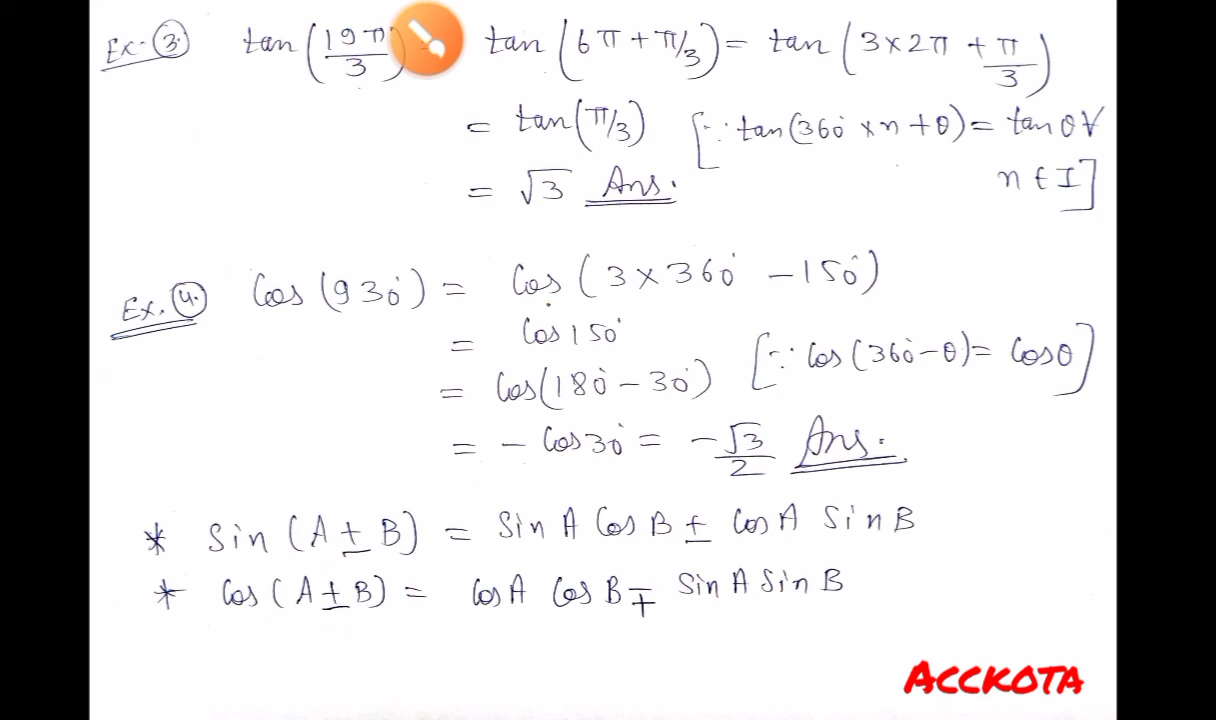 Ex. ③ tan(19π/3) tan(6π + π/3) = tan(3×2π + π/3)
= tan(π/3) [∵ tan(360° × n + θ) = tan θ ∀
= √3 Ans. n ∈ I]
Ex. ④. Cos(930°) = Cos(3 × 360° - 150°)
= Cos 150°
= Cos(180° - 30°) [∵ Cos(360° - θ) = Cosθ]
= - Cos 30° = -√3/2 Ans.
* Sin(A ± B) = Sin A Cos B ± Cos A Sin B
* Cos(A ± B) = Cos A Cos B ∓ Sin A Sin B
ACCKOTA